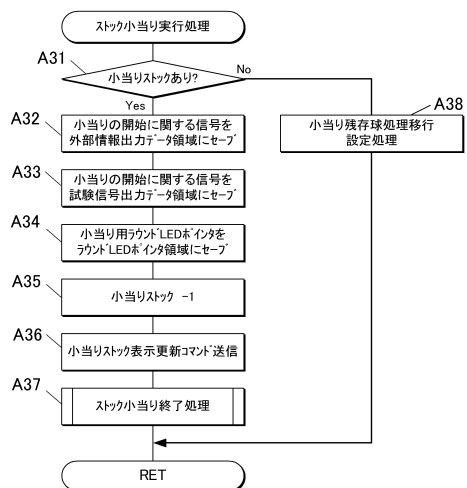 ストック小当り実行処理
A31
小当りストックあり?
No
Yes
A32
小当りの開始に関する信号を
外部情報出力データ領域にセーブ
A38
小当り残存球処理移行
設定処理
A33
小当りの開始に関する信号を
試験信号出力データ領域にセーブ
A34
小当り用ラウンドLEDポインタを
ラウンドLEDポインタ領域にセーブ
A35
小当りストック -1
A36
小当りストック表示更新コマンド送信
A37
ストック小当り終了処理
RET